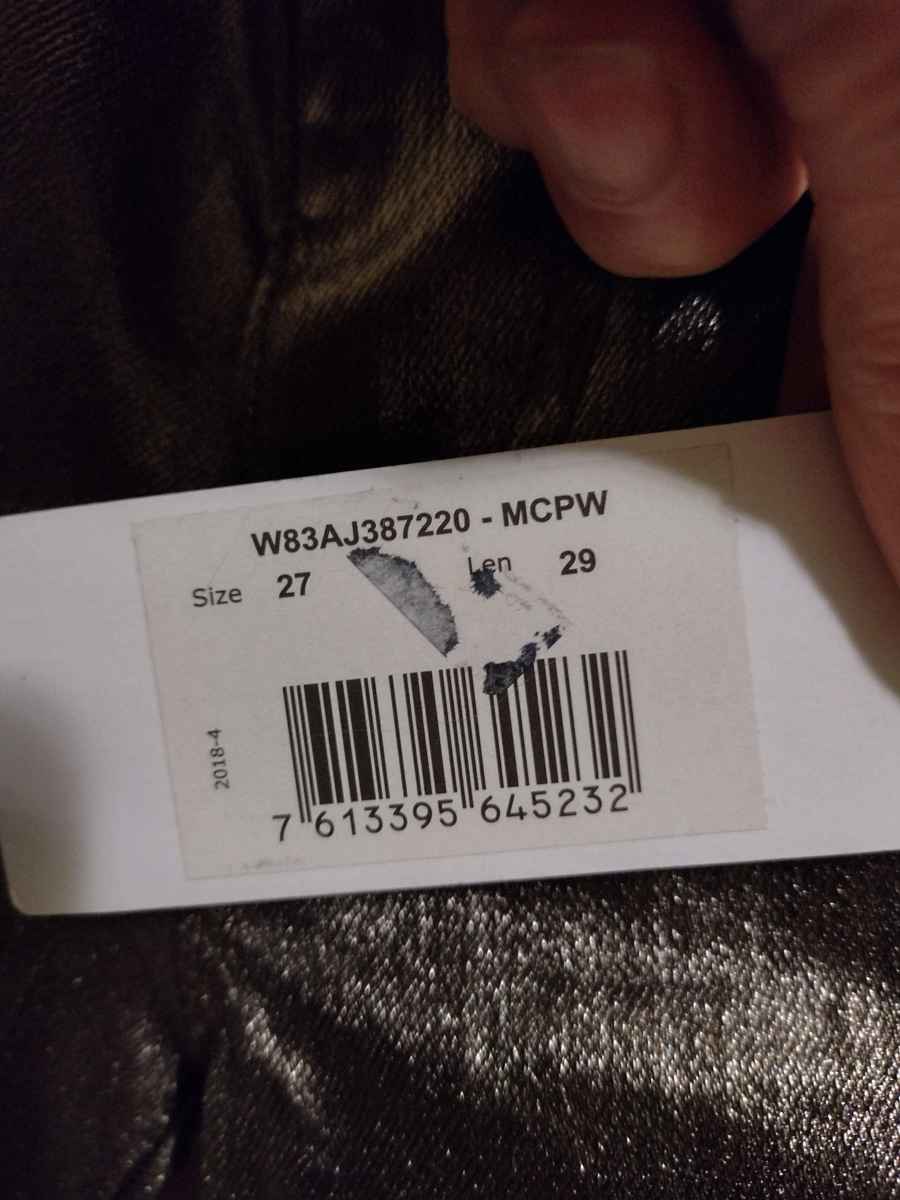 W83AJ387220 - MCPW
Size 27 Len 29
2018-4
7 613395 645232